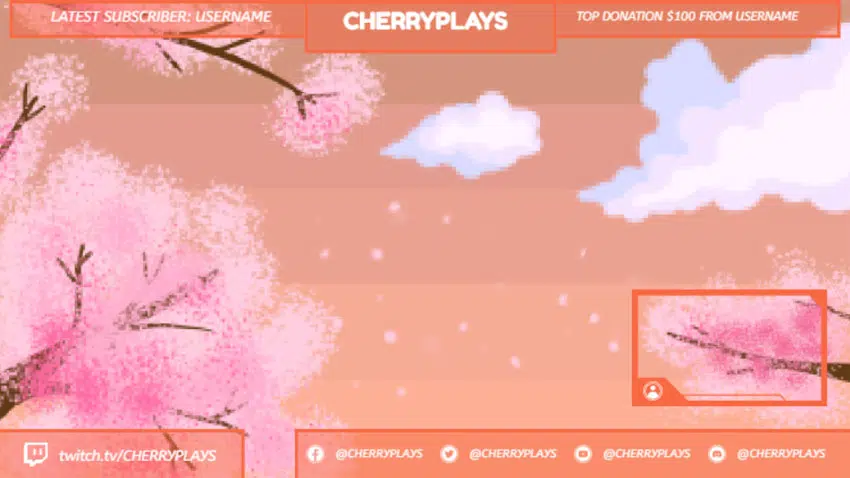 LATEST SUBSCRIBER: USERNAME
CHERRYPLAYS
TOP DONATION $100 FROM USERNAME
twitch.tv/CHERRYPLAYS
@CHERRYPLAYS
@CHERRYPLAYS
@CHERRYPLAYS
@CHERRYPLAYS